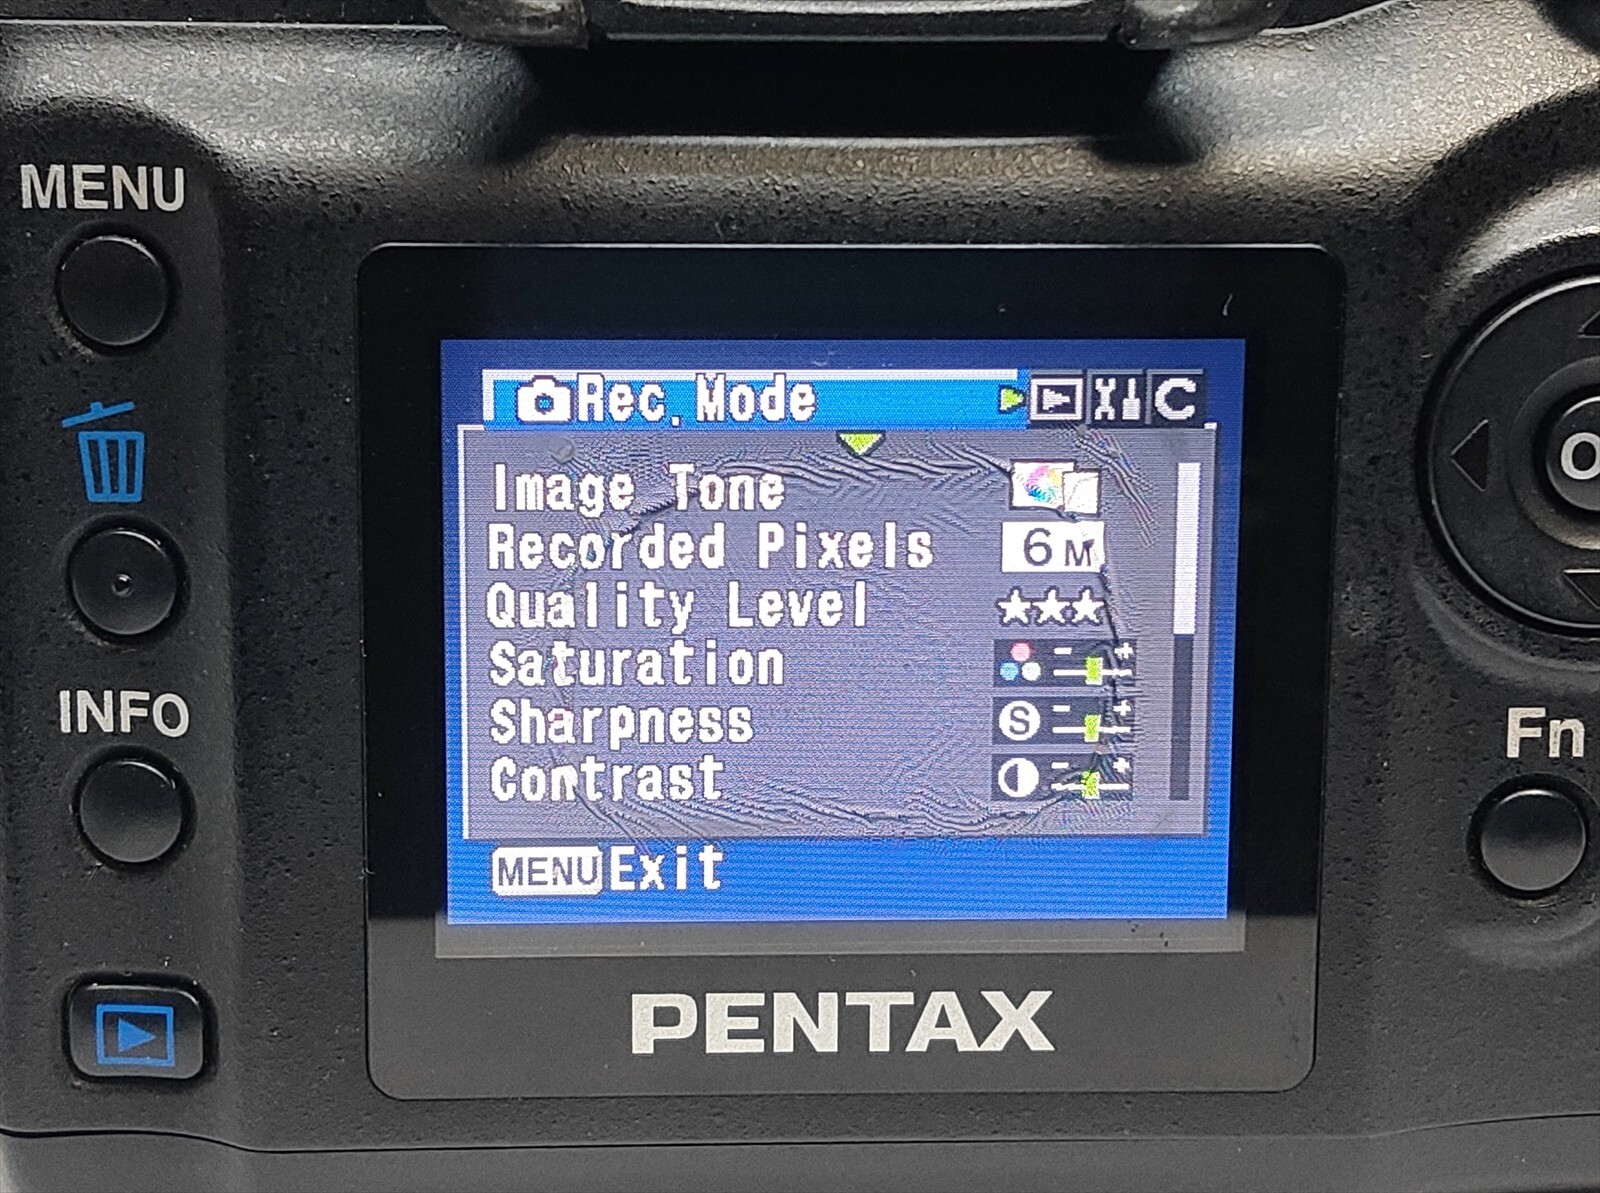 MENU
Rec.Mode C
Image Tone
Recorded Pixels 6M
Quality Level
Saturation - +
Sharpness S - +
Contrast - +
MENU Exit
INFO
Fn
PENTAX